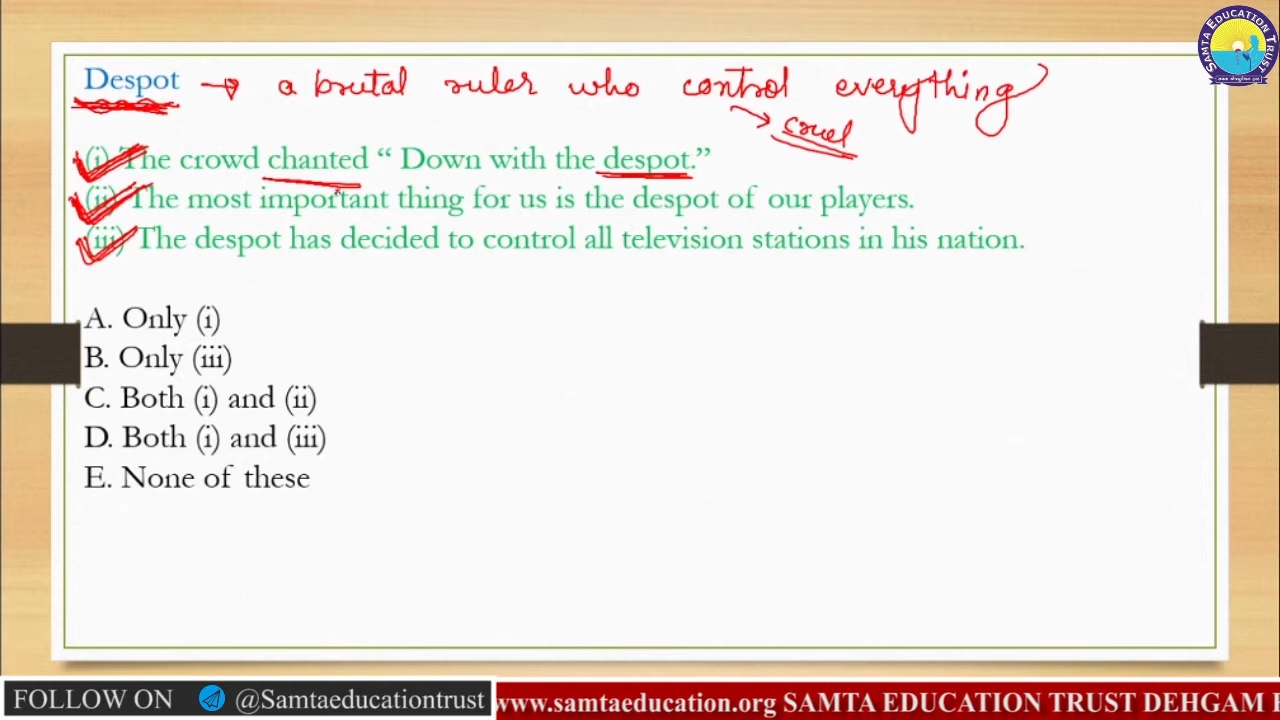 SAMTA EDUCATION TRUST
Despot → a brutal ruler who control everything
→ cruel
(i) The crowd chanted “ Down with the despot.”
(ii) The most important thing for us is the despot of our players.
(iii) The despot has decided to control all television stations in his nation.
A. Only (i)
B. Only (iii)
C. Both (i) and (ii)
D. Both (i) and (iii)
E. None of these
FOLLOW ON @Samtaeducationtrust www.samtaeducation.org SAMTA EDUCATION TRUST DEHGAM